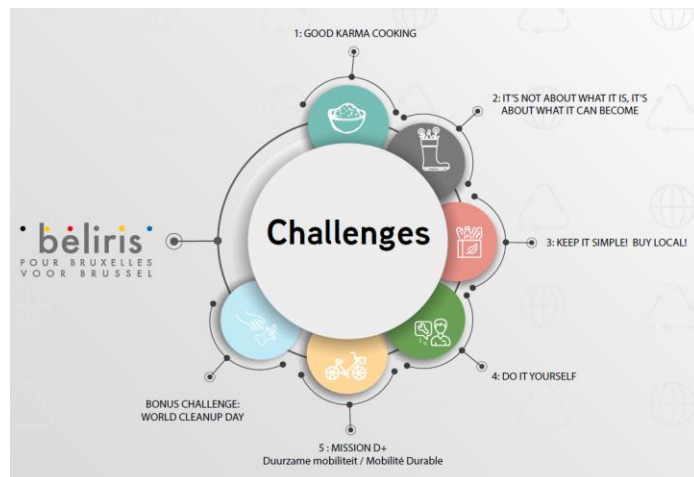 1: GOOD KARMA COOKING
2: IT'S NOT ABOUT WHAT IT IS, IT'S
ABOUT WHAT IT CAN BECOME
Challenges
beliris
POUR BRUXELLES
VOOR BRUSSEL
3: KEEP IT SIMPLE! BUY LOCAL!
4: DO IT YOURSELF
BONUS CHALLENGE:
WORLD CLEANUP DAY
5 : MISSION D+
Duurzame mobiliteit / Mobilité Durable